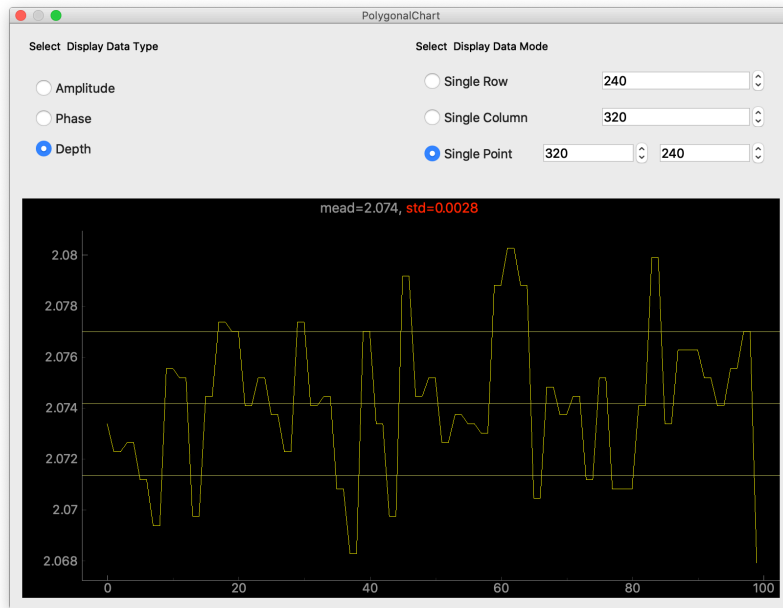 PolygonalChart
Select Display Data Type
Select Display Data Mode
Amplitude
Phase
Depth
Single Row 240
Single Column 320
Single Point 320 240
mead=2.074, std=0.0028
2.08
2.078
2.076
2.074
2.072
2.07
2.068
0 20 40 60 80 100